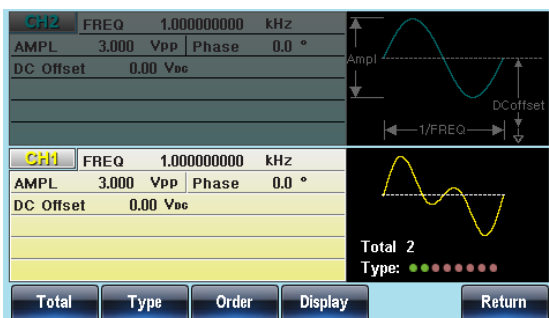 CH2 FREQ 1.000000000 kHz
AMPL 3.000 Vpp Phase 0.0 °
DC Offset 0.00 VDC
Ampl
DCoffset
1/FREQ
CH1 FREQ 1.000000000 kHz
AMPL 3.000 Vpp Phase 0.0 °
DC Offset 0.00 VDC
Total 2
Type:
Total Type Order Display Return